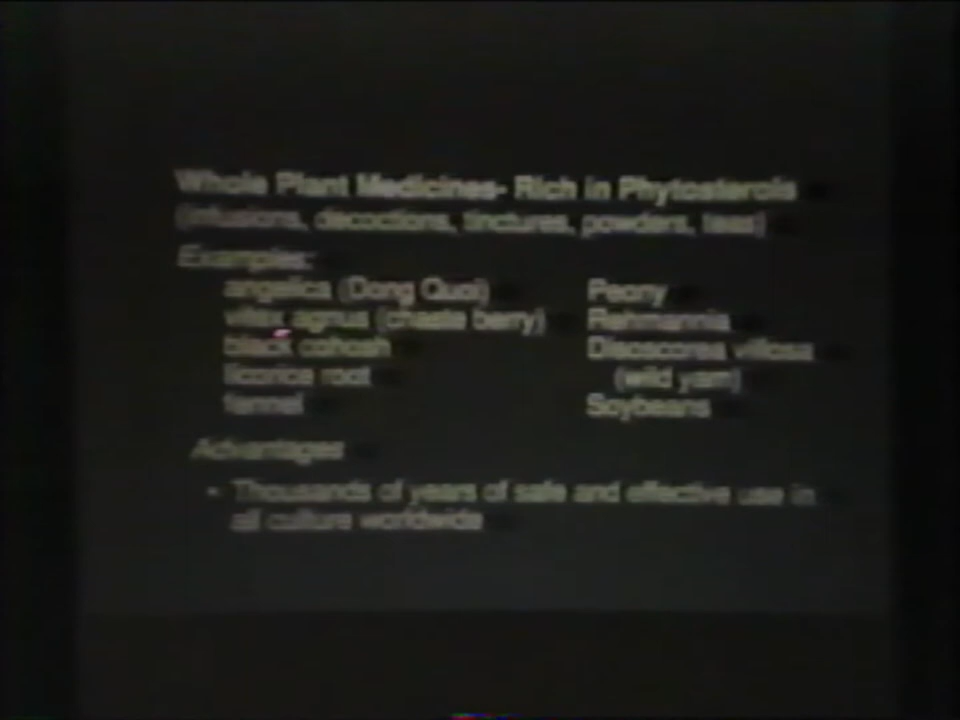 Whole Plant Medicines- Rich in Phytosterols
(infusions, decoctions, tinctures, powders, teas)
Examples:
angelica (Dong Quoi)
vitex agnus (chaste berry)
black cohosh
licorice root
fennel
Peony
Rehmannia
Dioscorea villosa
(wild yam)
Soybeans
Advantages
• Thousands of years of safe and effective use in
all culture worldwide